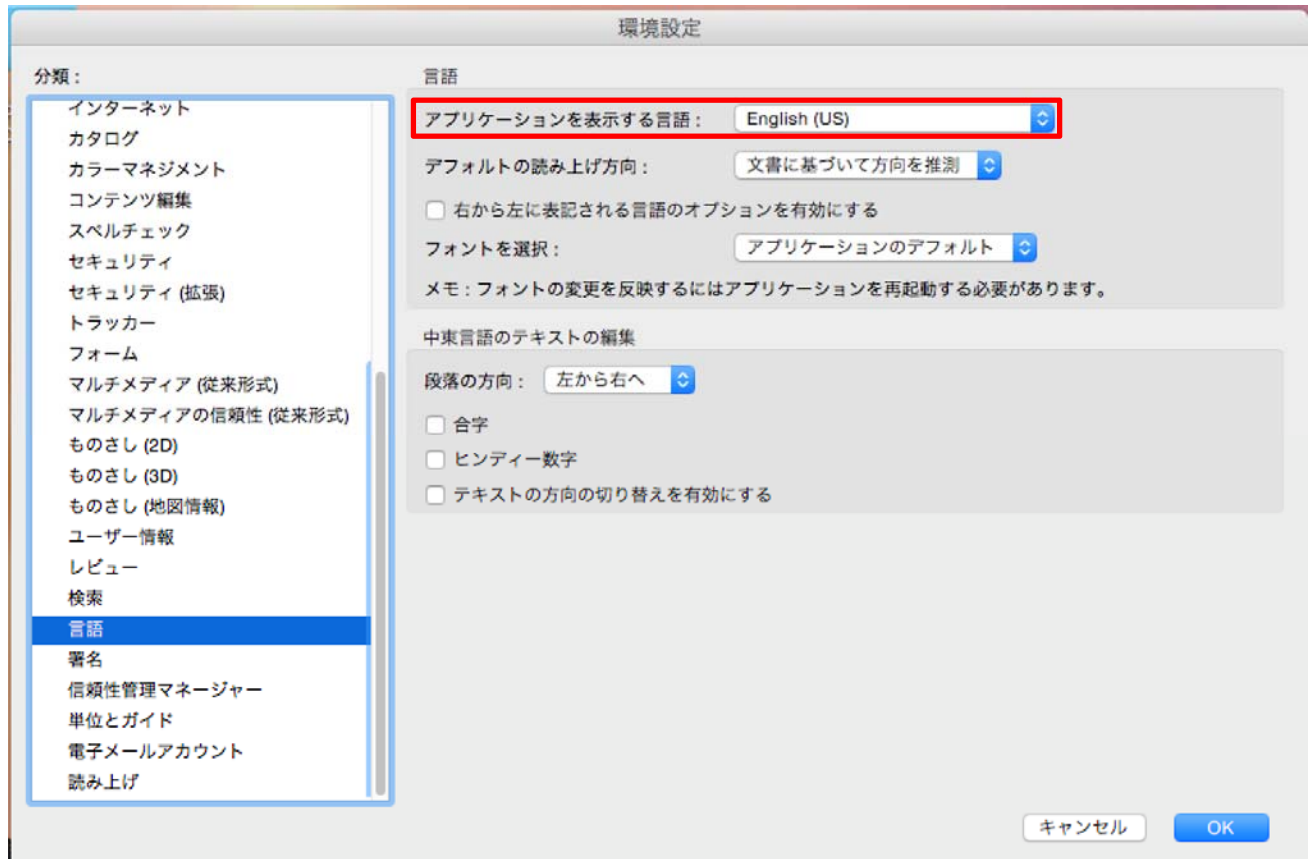 環境設定
分類：
インターネット
カタログ
カラーマネジメント
コンテンツ編集
スペルチェック
セキュリティ
セキュリティ (拡張)
トラッカー
フォーム
マルチメディア (従来形式)
マルチメディアの信頼性 (従来形式)
ものさし (2D)
ものさし (3D)
ものさし (地図情報)
ユーザー情報
レビュー
検索
言語
署名
信頼性管理マネージャー
単位とガイド
電子メールアカウント
読み上げ
言語
アプリケーションを表示する言語： English (US)
デフォルトの読み上げ方向： 文書に基づいて方向を推測
右から左に表記される言語のオプションを有効にする
フォントを選択： アプリケーションのデフォルト
メモ：フォントの変更を反映するにはアプリケーションを再起動する必要があります。
中東言語のテキストの編集
段落の方向： 左から右へ
合字
ヒンディー数字
テキストの方向の切り替えを有効にする
キャンセル OK